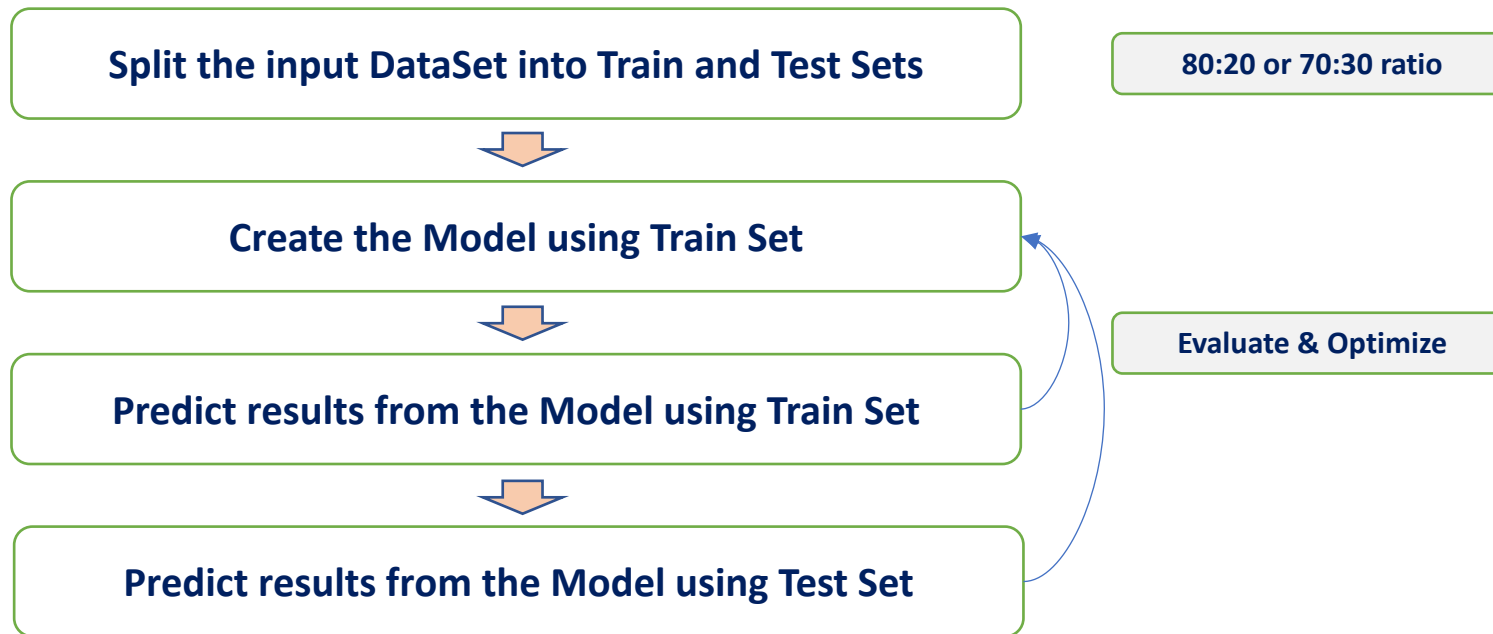 Split the input DataSet into Train and Test Sets
80:20 or 70:30 ratio
Create the Model using Train Set
Evaluate & Optimize
Predict results from the Model using Train Set
Predict results from the Model using Test Set